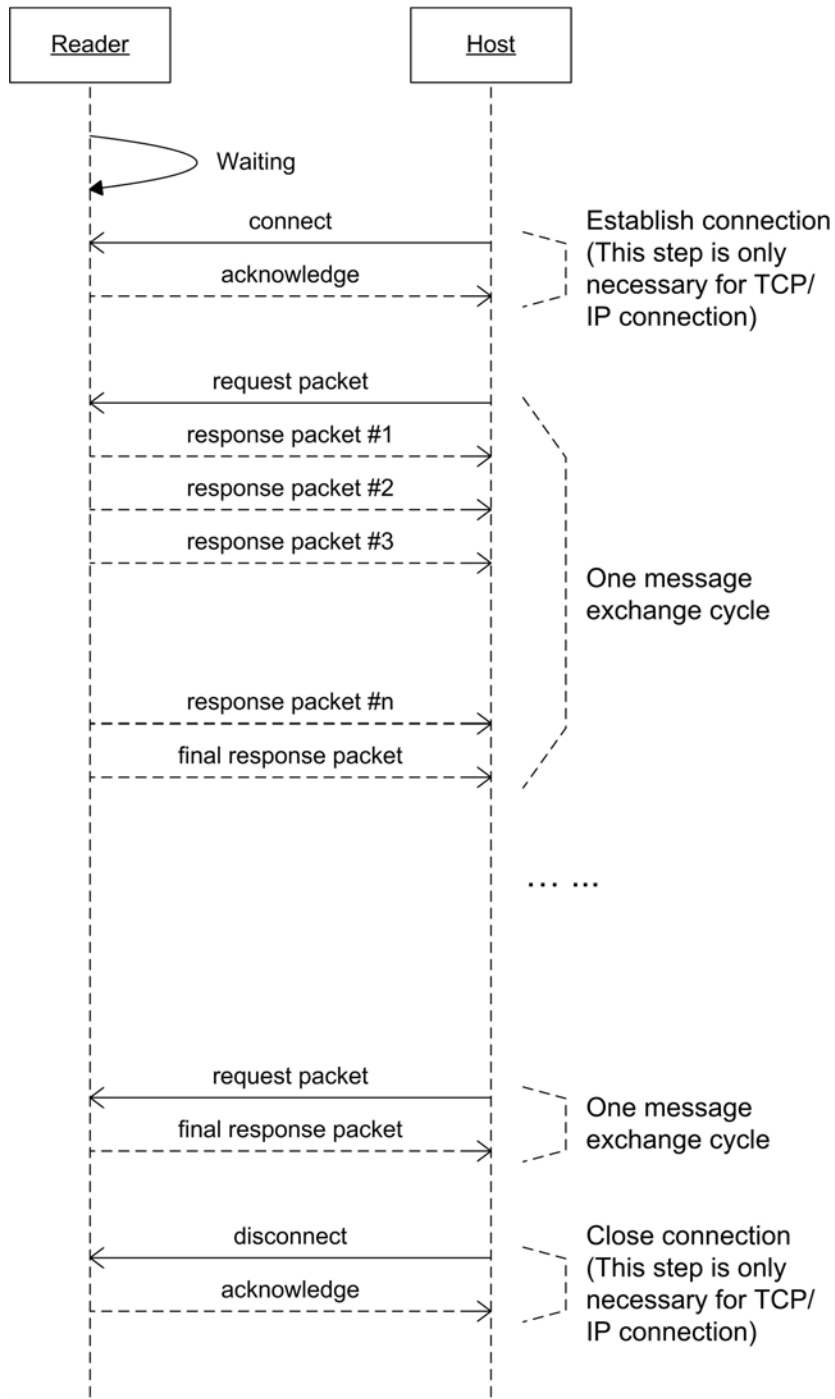 Reader
Host
Waiting
connect
Establish connection
(This step is only
necessary for TCP/
IP connection)
acknowledge
request packet
response packet #1
response packet #2
response packet #3
One message
exchange cycle
response packet #n
final response packet
... ...
request packet
One message
exchange cycle
final response packet
disconnect
Close connection
(This step is only
necessary for TCP/
IP connection)
acknowledge